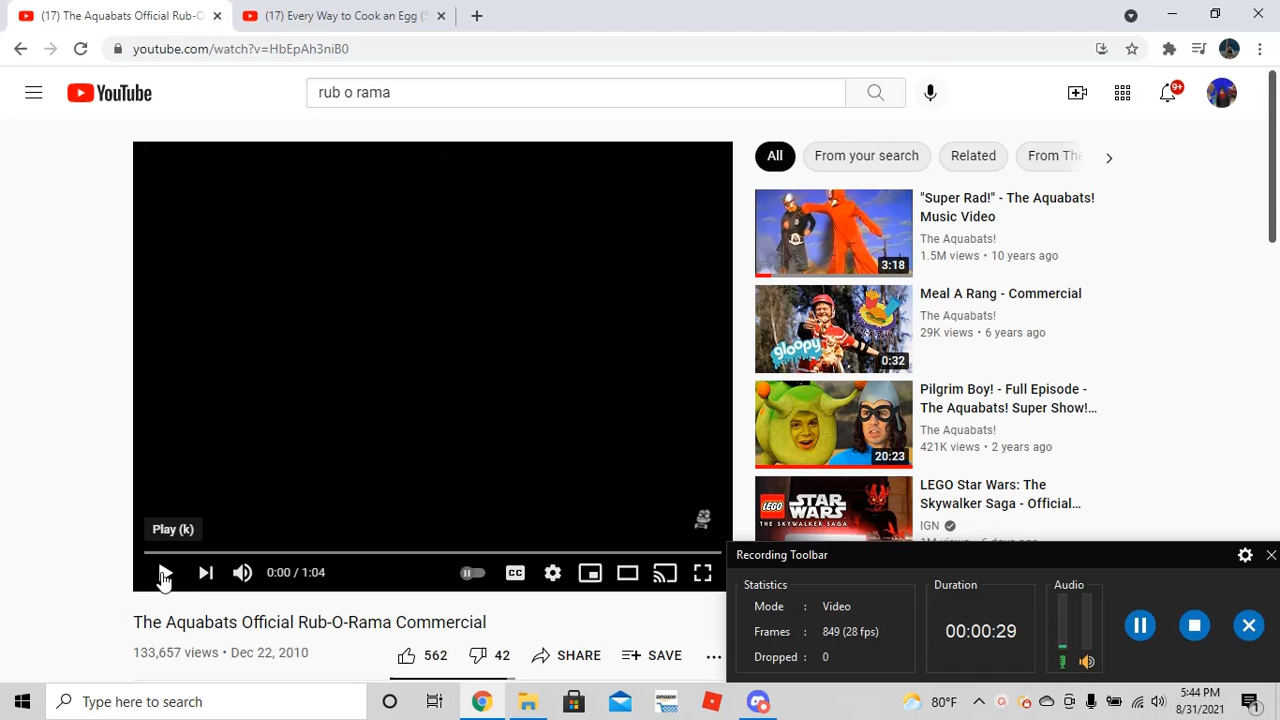 (17) The Aquabats Official Rub-O
(17) Every Way to Cook an Egg (5
youtube.com/watch?v=HbEpAh3niB0
YouTube
rub o rama
9+
All
From your search
Related
From The
"Super Rad!" - The Aquabats!
Music Video
The Aquabats!
1.5M views • 10 years ago
3:18
Meal A Rang - Commercial
The Aquabats!
29K views • 6 years ago
gloopy
0:32
Pilgrim Boy! - Full Episode -
The Aquabats! Super Show!...
The Aquabats!
421K views • 2 years ago
20:23
LEGO Star Wars: The
Skywalker Saga - Official...
IGN
LEGO
STAR
WARS
THE SKYWALKER SAGA
Play (k)
0:00 / 1:04
CC
The Aquabats Official Rub-O-Rama Commercial
133,657 views • Dec 22, 2010
562
42
SHARE
SAVE
Recording Toolbar
Statistics
Mode : Video
Frames : 849 (28 fps)
Dropped : 0
Duration
00:00:29
Audio
Type here to search
80°F
5:44 PM
8/31/2021
1